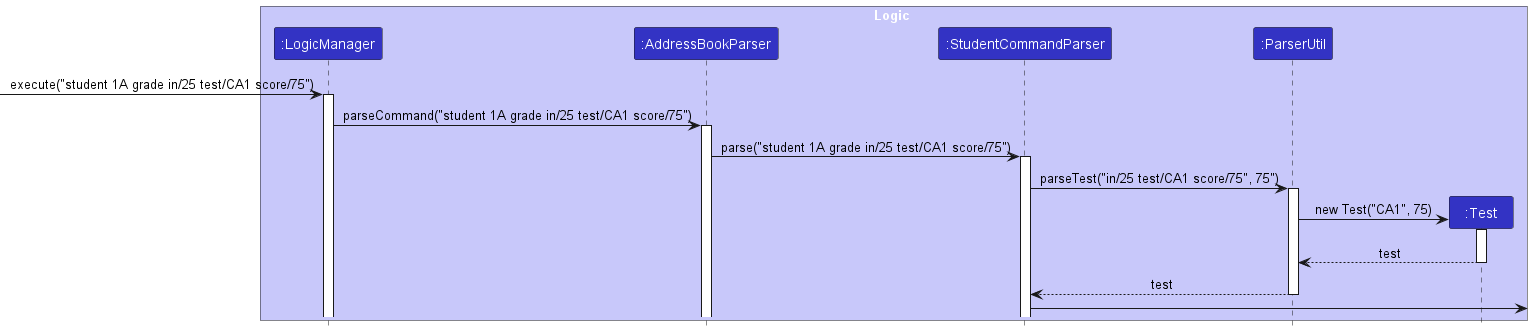 Logic
:LogicManager
:AddressBookParser
:StudentCommandParser
:ParserUtil
execute("student 1A grade in/25 test/CA1 score/75")
parseCommand("student 1A grade in/25 test/CA1 score/75")
parse("student 1A grade in/25 test/CA1 score/75")
parseTest("in/25 test/CA1 score/75", 75")
new Test("CA1", 75)
:Test
test
test